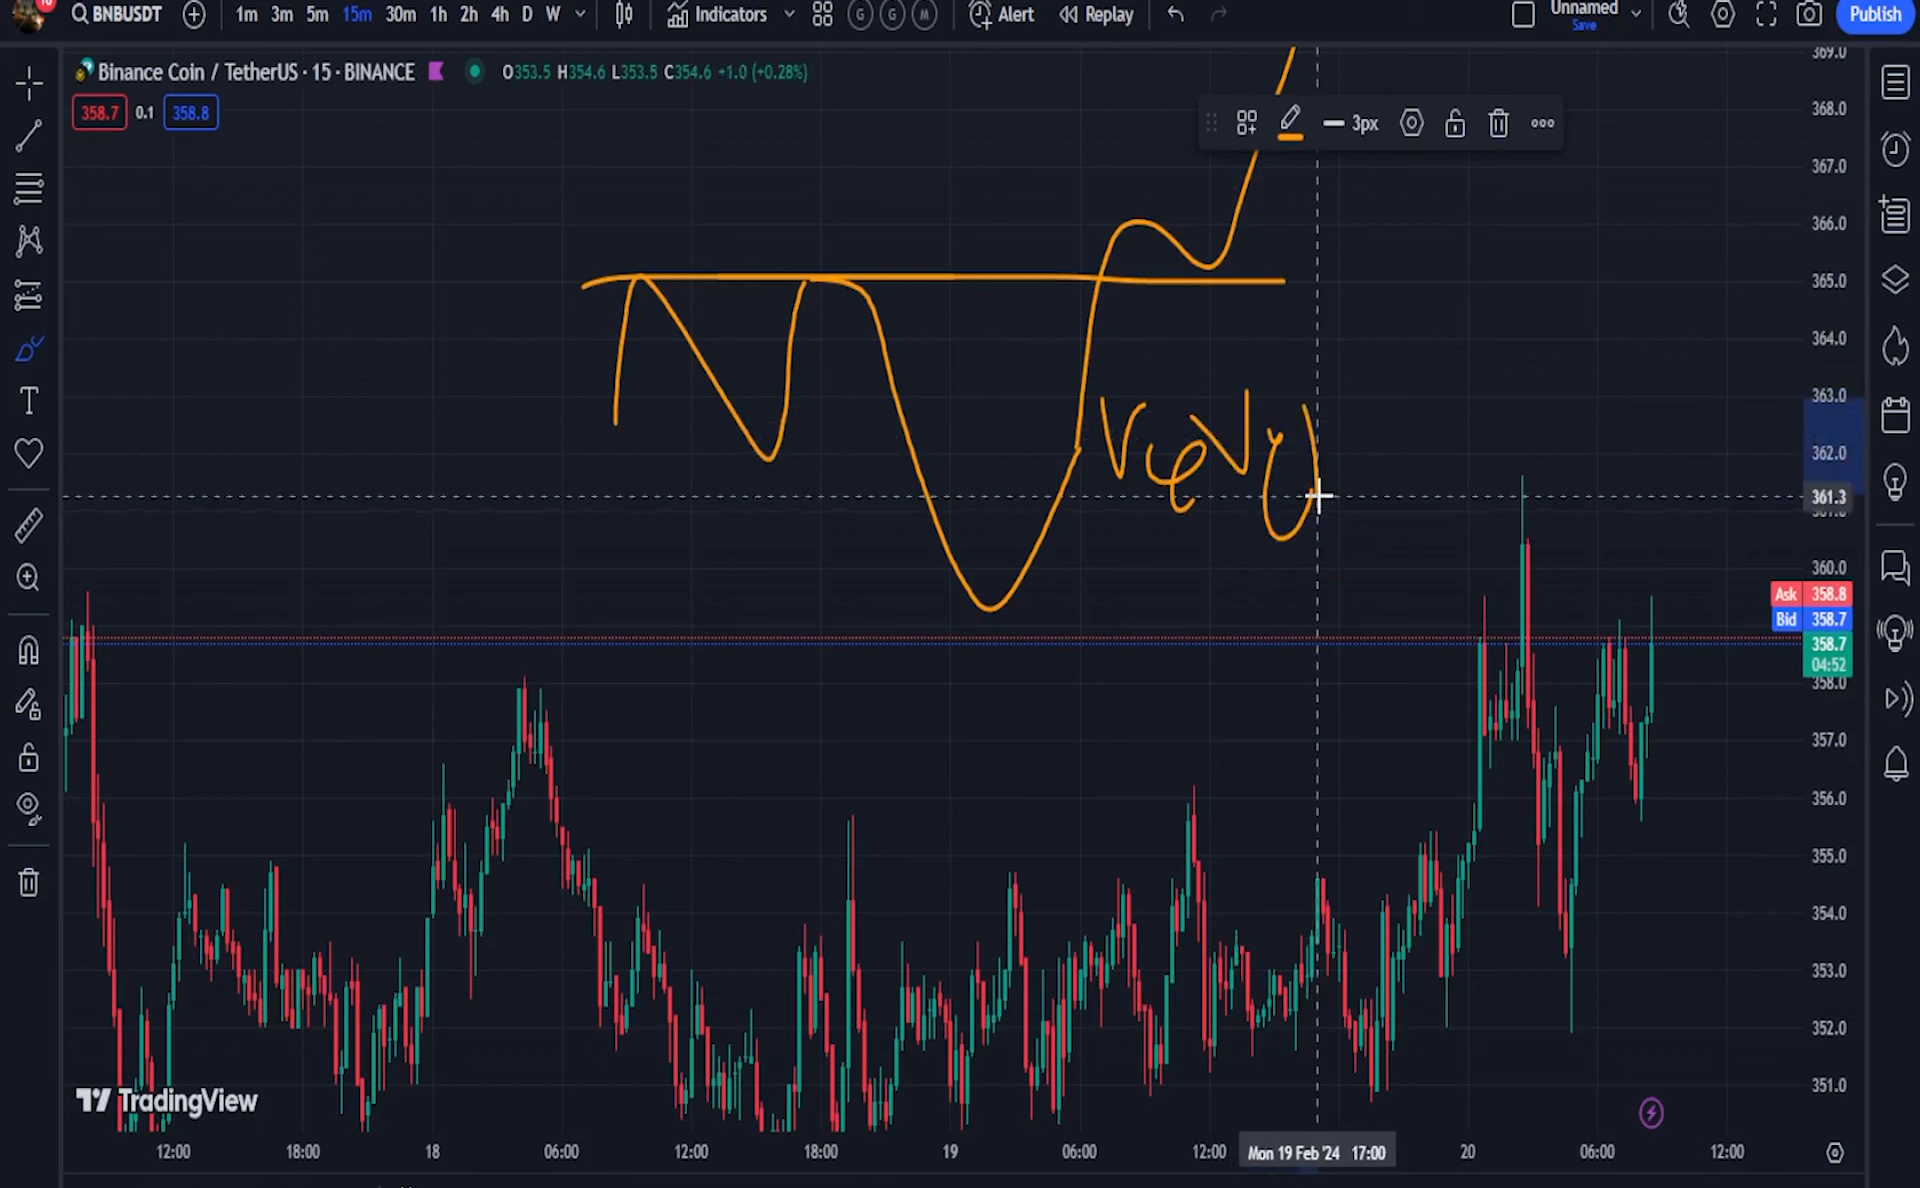 BNBUSDT 1m 3m 5m 15m 30m 1h 2h 4h D W Indicators G G M Alert Replay Unnamed Save Publish
Binance Coin / TetherUS · 15 · BINANCE O353.5 H354.6 L353.5 C354.6 +1.0 (+0.28%)
358.7 0.1 358.8
3px
369.0
368.0
367.0
366.0
365.0
364.0
363.0
362.0
361.3
360.0
Ask 358.8
Bid 358.7
358.7
04:52
358.0
357.0
356.0
355.0
354.0
353.0
352.0
351.0
TradingView
12:00 18:00 18 06:00 12:00 18:00 19 06:00 12:00 Mon 19 Feb '24 17:00 20 06:00 12:00